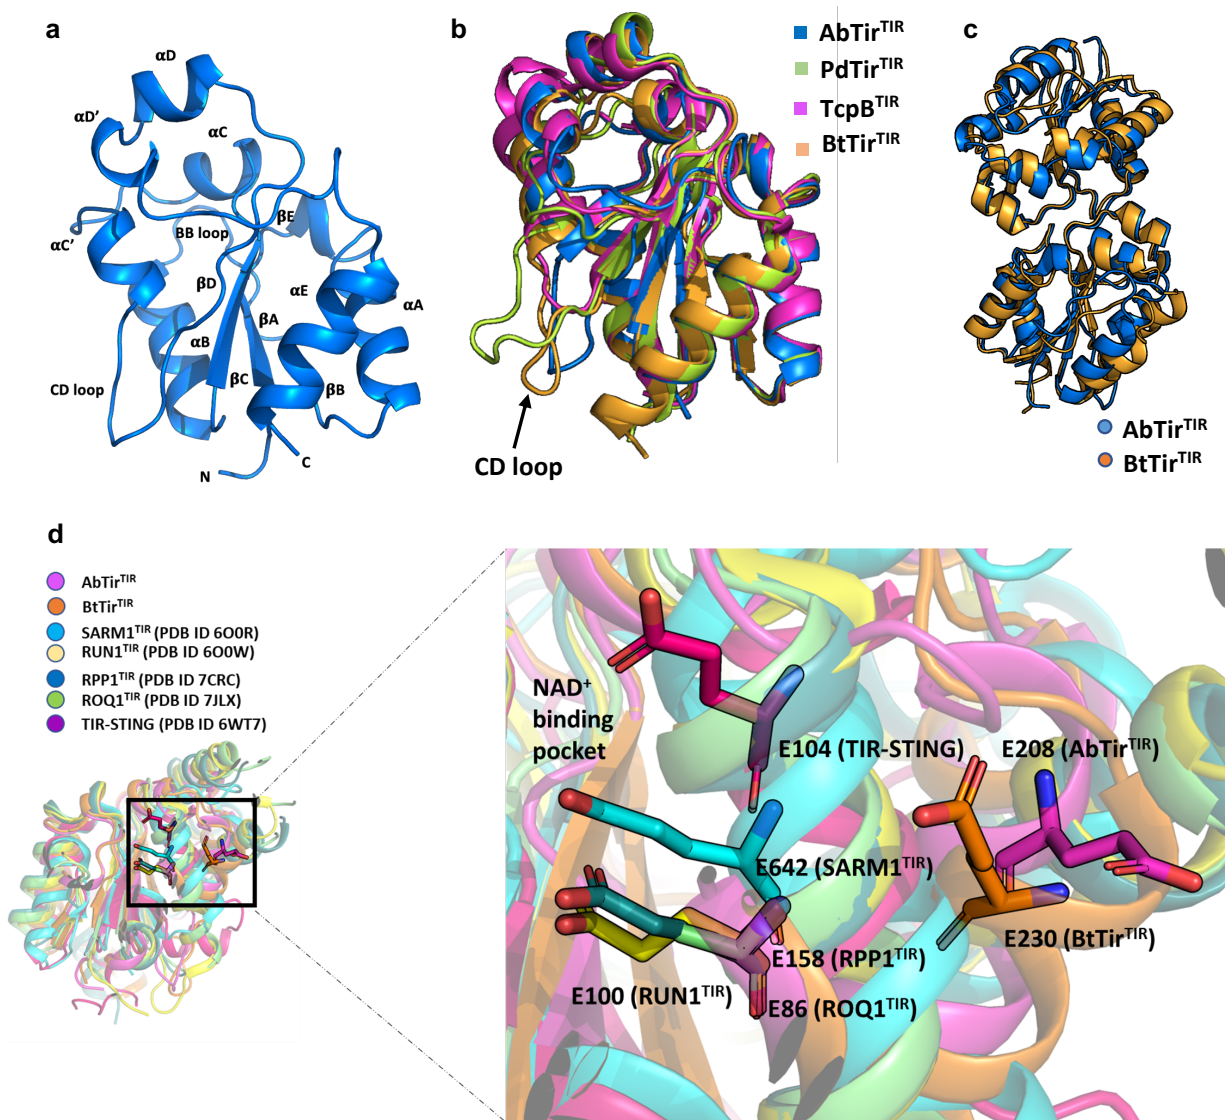 a
αD
αD'
αC
αC'
BB loop
βE
βD
αE
αA
βA
αB
CD loop
βC
βB
N
C
b
AbTirTIR
PdTirTIR
TcpBTIR
BtTirTIR
CD loop
c
AbTirTIR
BtTirTIR
d
AbTirTIR
BtTirTIR
SARM1TIR (PDB ID 6O0R)
RUN1TIR (PDB ID 6O0W)
RPP1TIR (PDB ID 7CRC)
ROQ1TIR (PDB ID 7JLX)
TIR-STING (PDB ID 6WT7)
NAD+
binding
pocket
E104 (TIR-STING)
E208 (AbTirTIR)
E642 (SARM1TIR)
E230 (BtTirTIR)
E158 (RPP1TIR)
E100 (RUN1TIR)
E86 (ROQ1TIR)